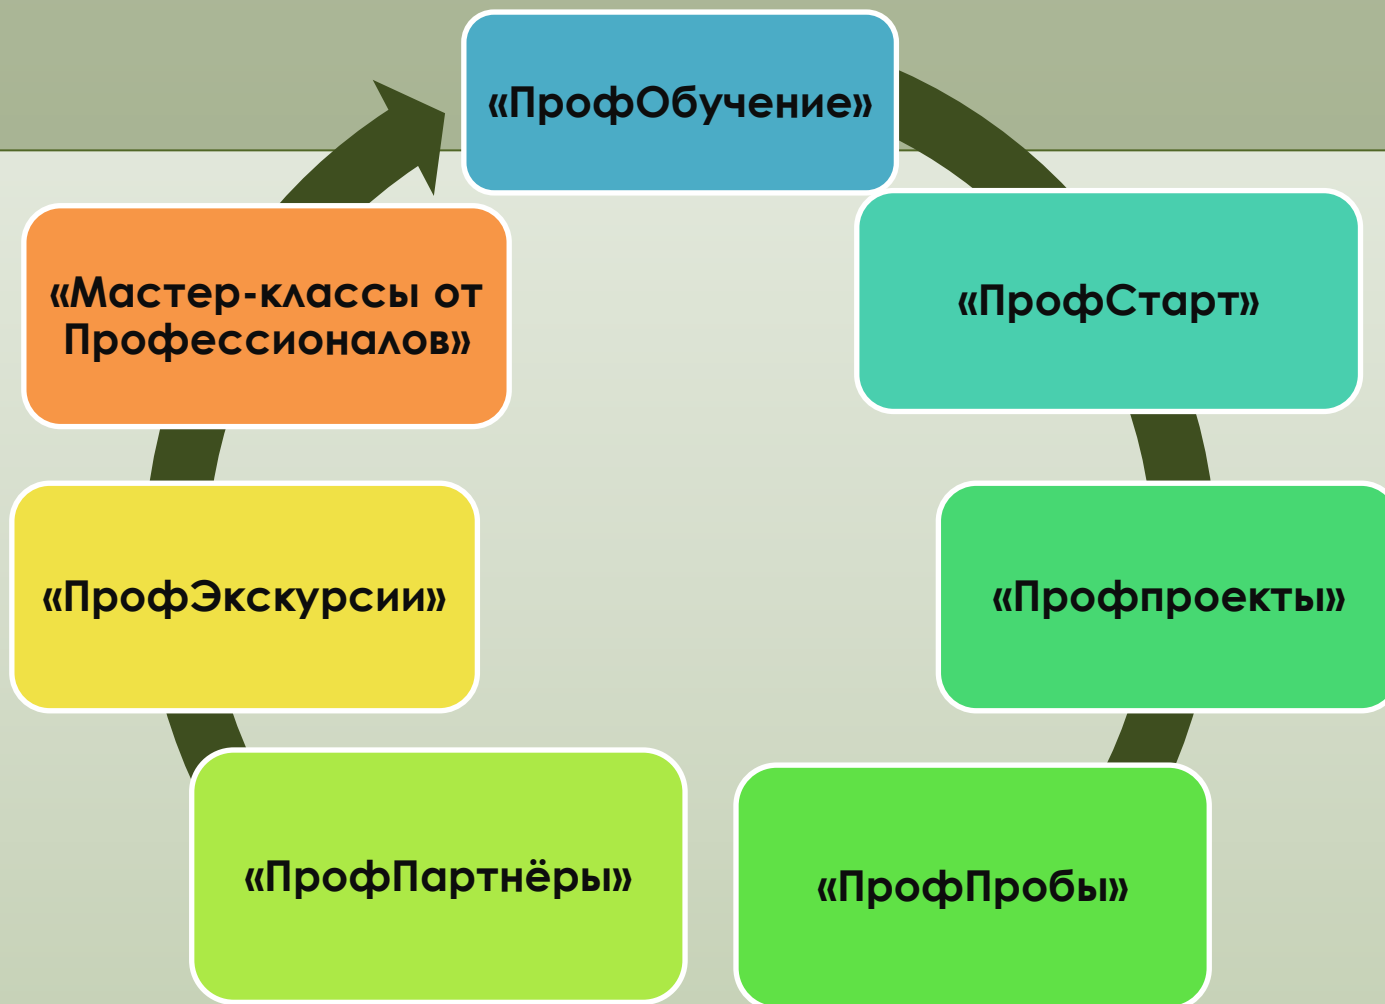 «ПрофОбучение»
«ПрофСтарт»
«Профпроекты»
«ПрофПробы»
«ПрофПартнёры»
«ПрофЭкскурсии»
«Мастер-классы от
Профессионалов»